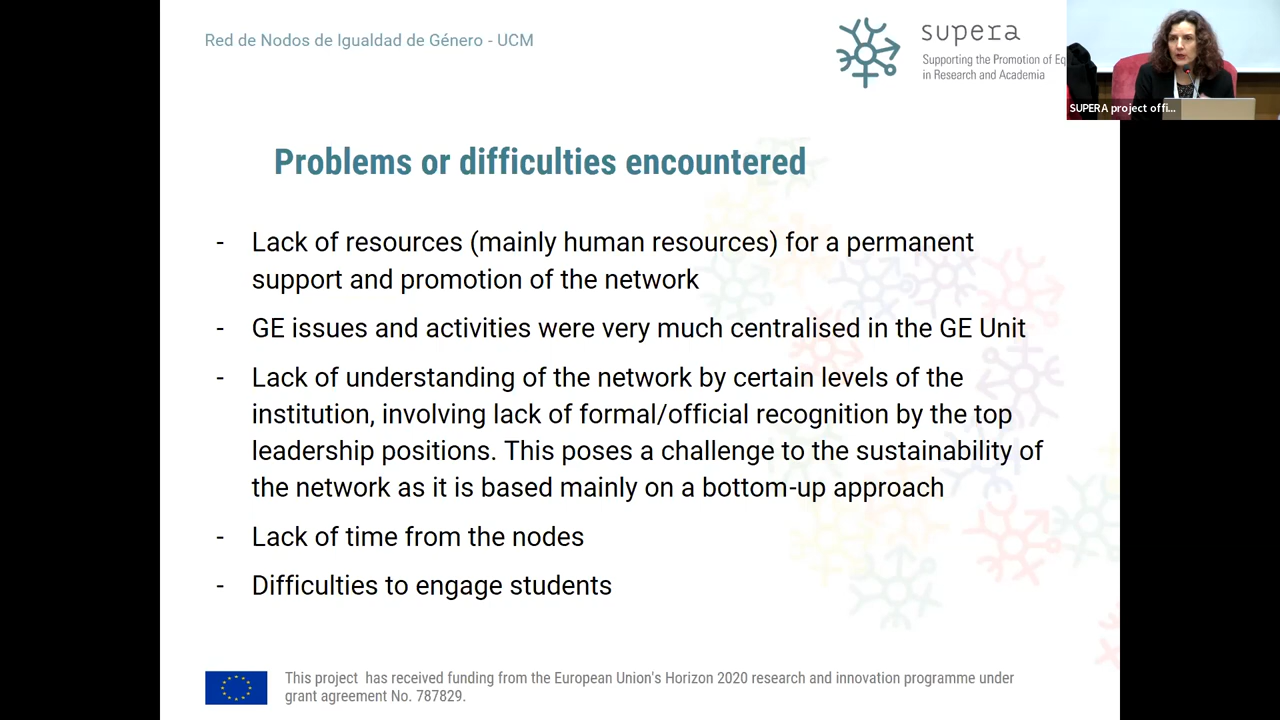 Red de Nodos de Igualdad de Género - UCM
supera
Supporting the Promotion of Eq
in Research and Academia
SUPERA project offi...
Problems or difficulties encountered
- Lack of resources (mainly human resources) for a permanent
support and promotion of the network
- GE issues and activities were very much centralised in the GE Unit
- Lack of understanding of the network by certain levels of the
institution, involving lack of formal/official recognition by the top
leadership positions. This poses a challenge to the sustainability of
the network as it is based mainly on a bottom-up approach
- Lack of time from the nodes
- Difficulties to engage students
This project has received funding from the European Union's Horizon 2020 research and innovation programme under
grant agreement No. 787829.